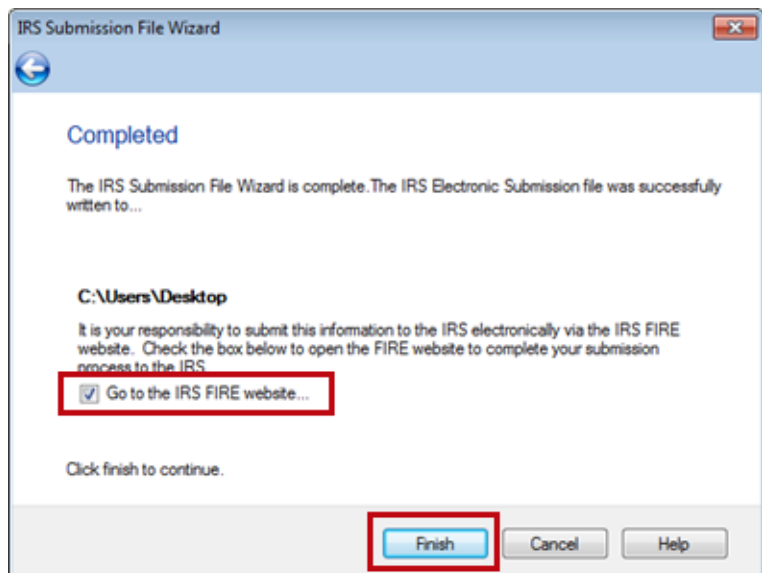 IRS Submission File Wizard
Completed
The IRS Submission File Wizard is complete.The IRS Electronic Submission file was successfully
written to...
C:\Users\Desktop
It is your responsibility to submit this information to the IRS electronically via the IRS FIRE
website.  Check the box below to open the FIRE website to complete your submission
process to the IRS.
Go to the IRS FIRE website...
Click finish to continue.
Finish Cancel Help